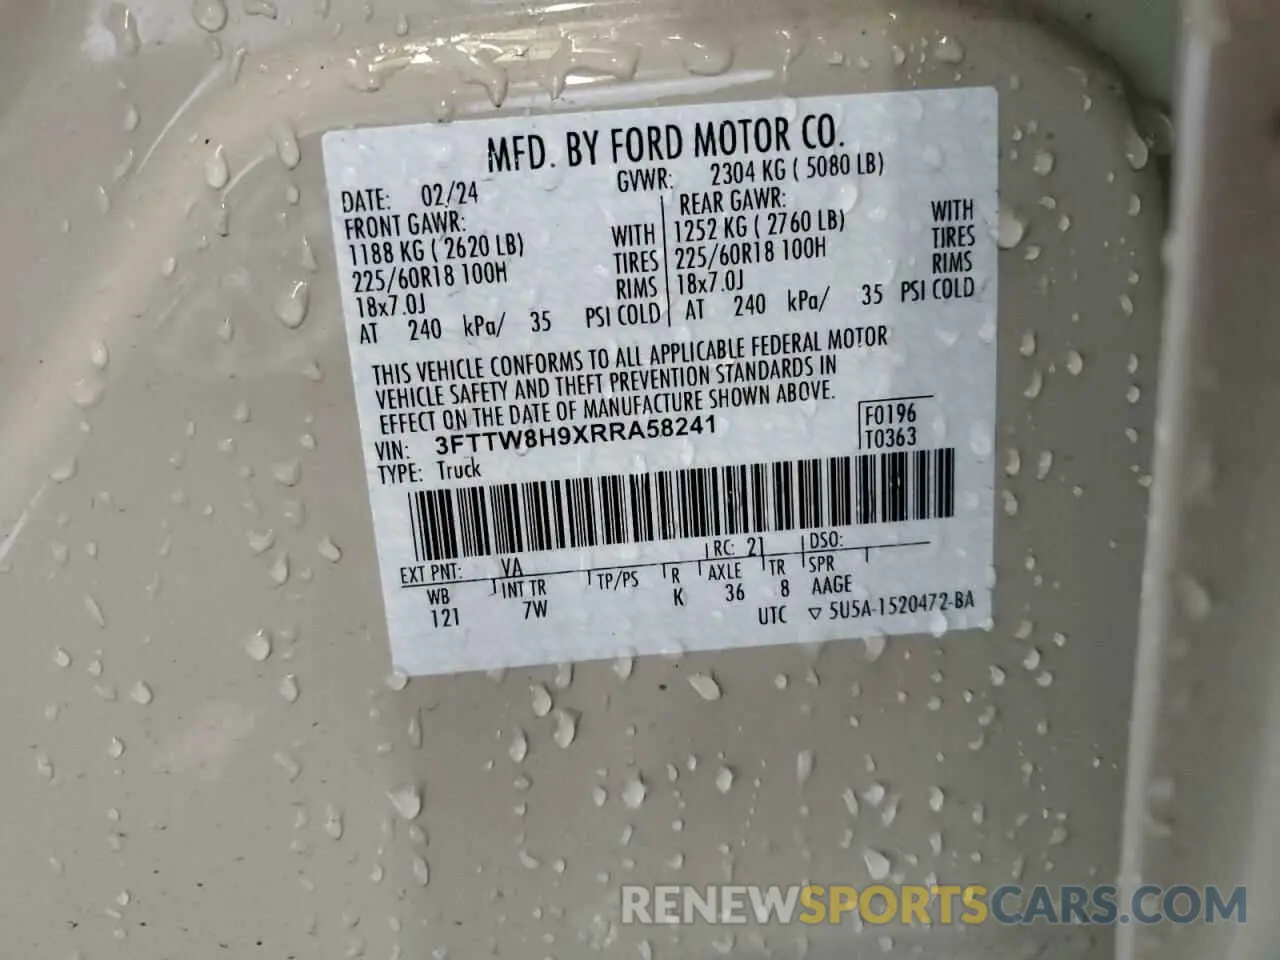 MFD. BY FORD MOTOR CO.
DATE: 02/24 GVWR: 2304 KG ( 5080 LB)
FRONT GAWR: REAR GAWR:
1188 KG ( 2620 LB) WITH 1252 KG ( 2760 LB) WITH
225/60R18 100H TIRES 225/60R18 100H TIRES
18x7.0J RIMS 18x7.0J RIMS
AT 240 kPa/ 35 PSI COLD AT 240 kPa/ 35 PSI COLD
THIS VEHICLE CONFORMS TO ALL APPLICABLE FEDERAL MOTOR
VEHICLE SAFETY AND THEFT PREVENTION STANDARDS IN
EFFECT ON THE DATE OF MANUFACTURE SHOWN ABOVE.
VIN: 3FTTW8H9XRRA58241 F0196
TYPE: Truck T0363
EXT PNT: VA RC: 21 DSO:
WB INT TR TP/PS R AXLE TR SPR
121 7W K 36 8 AAGE
UTC ▽ 5U5A-1520472-BA
RENEWSPORTSCARS.COM